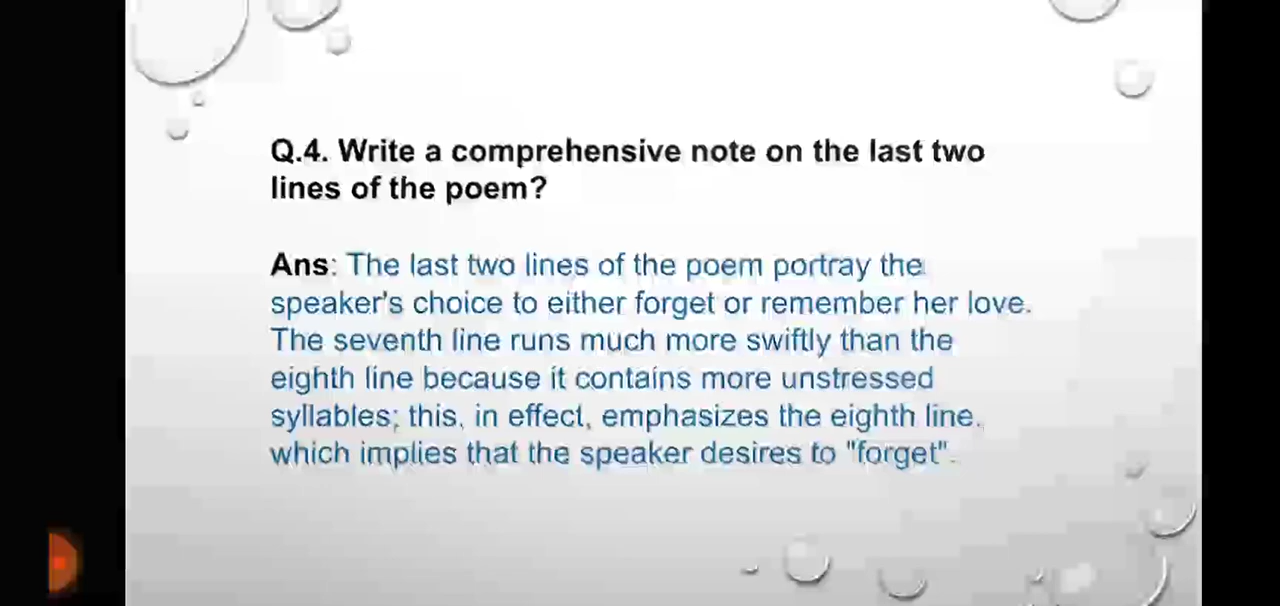 Q.4. Write a comprehensive note on the last two
lines of the poem?
Ans: The last two lines of the poem portray the
speaker's choice to either forget or remember her love.
The seventh line runs much more swiftly than the
eighth line because it contains more unstressed
syllables; this, in effect, emphasizes the eighth line.
which implies that the speaker desires to "forget".